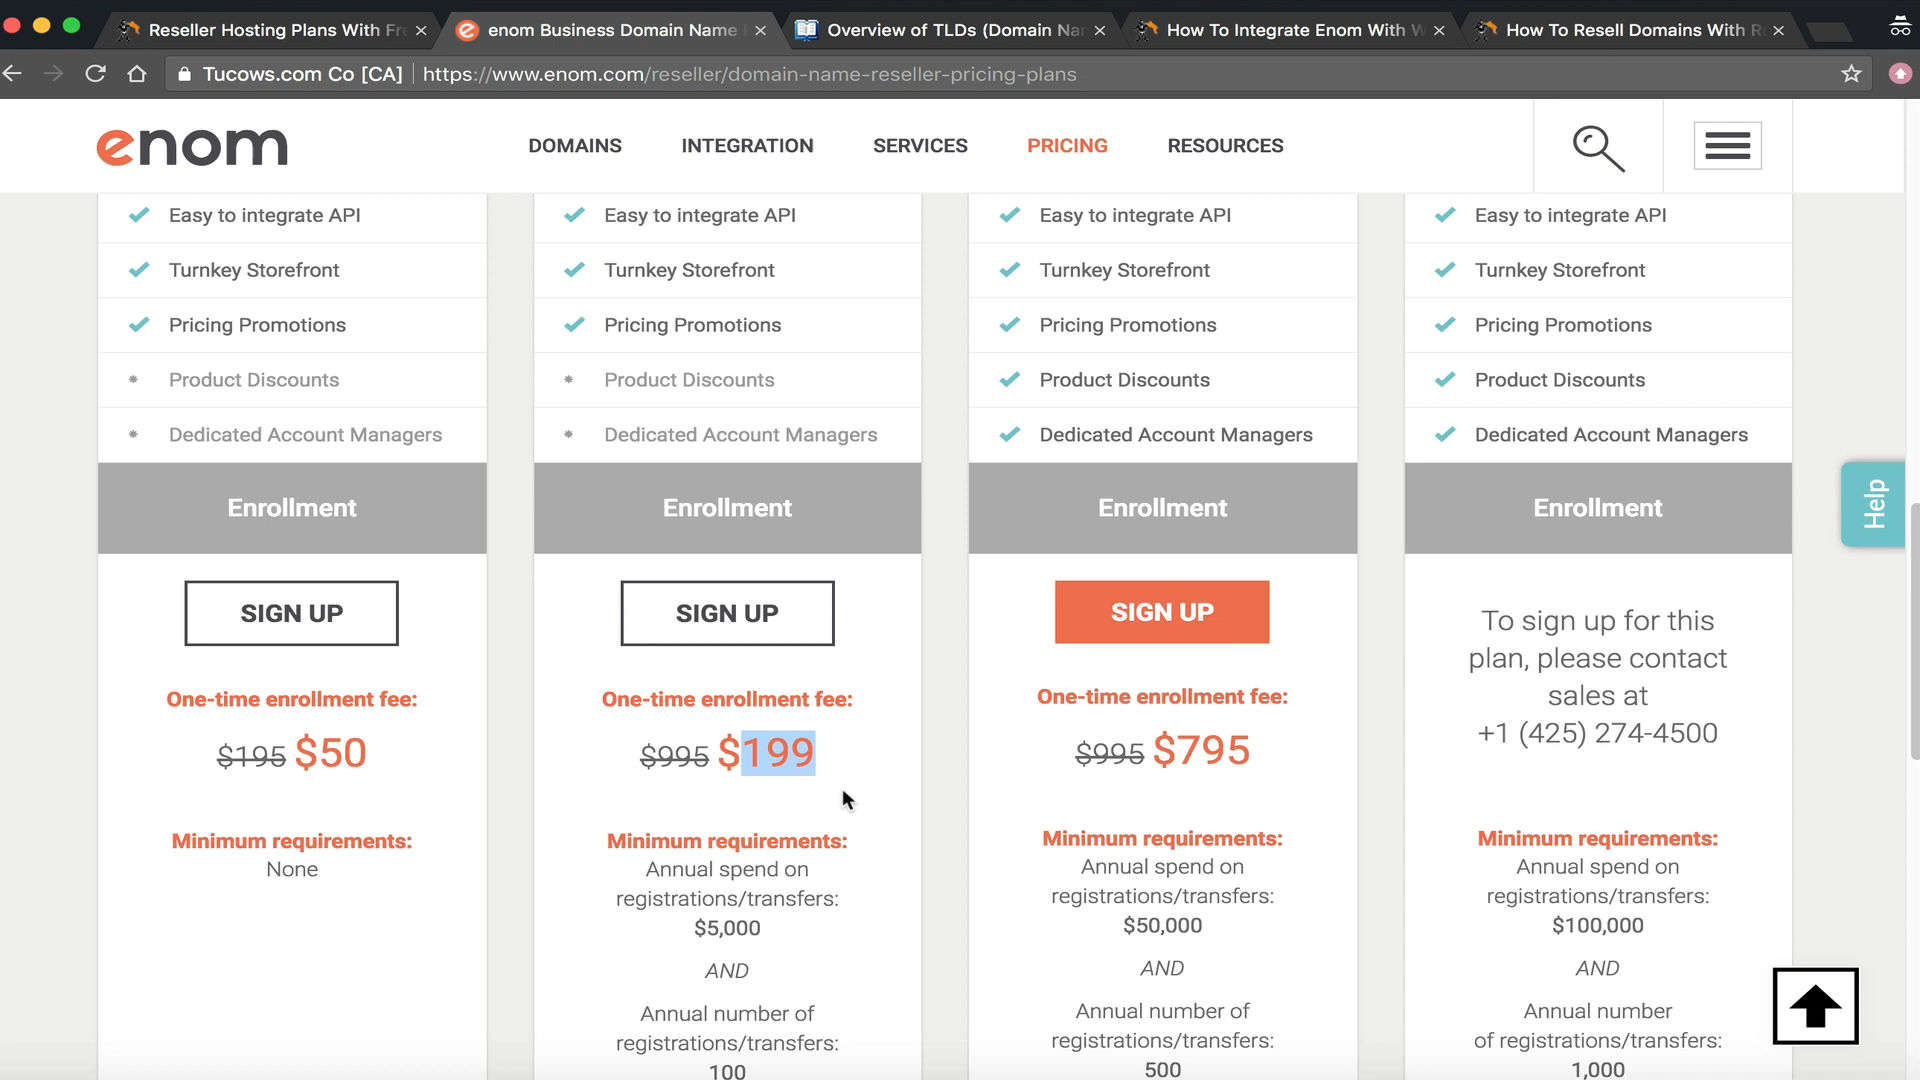 Reseller Hosting Plans With Fre
enom Business Domain Name
Overview of TLDs (Domain Nar
How To Integrate Enom With W
How To Resell Domains With R
Tucows.com Co [CA]
https://www.enom.com/reseller/domain-name-reseller-pricing-plans
enom
DOMAINS
INTEGRATION
SERVICES
PRICING
RESOURCES
Easy to integrate API
Turnkey Storefront
Pricing Promotions
Product Discounts
Dedicated Account Managers
Enrollment
SIGN UP
One-time enrollment fee:
$195 $50
Minimum requirements:
None
Easy to integrate API
Turnkey Storefront
Pricing Promotions
Product Discounts
Dedicated Account Managers
Enrollment
SIGN UP
One-time enrollment fee:
$995 $199
Minimum requirements:
Annual spend on
registrations/transfers:
$5,000
AND
Annual number of
registrations/transfers:
100
Easy to integrate API
Turnkey Storefront
Pricing Promotions
Product Discounts
Dedicated Account Managers
Enrollment
SIGN UP
One-time enrollment fee:
$995 $795
Minimum requirements:
Annual spend on
registrations/transfers:
$50,000
AND
Annual number of
registrations/transfers:
500
Easy to integrate API
Turnkey Storefront
Pricing Promotions
Product Discounts
Dedicated Account Managers
Enrollment
To sign up for this
plan, please contact
sales at
+1 (425) 274-4500
Minimum requirements:
Annual spend on
registrations/transfers:
$100,000
AND
Annual number
of registrations/transfers:
1,000
Help